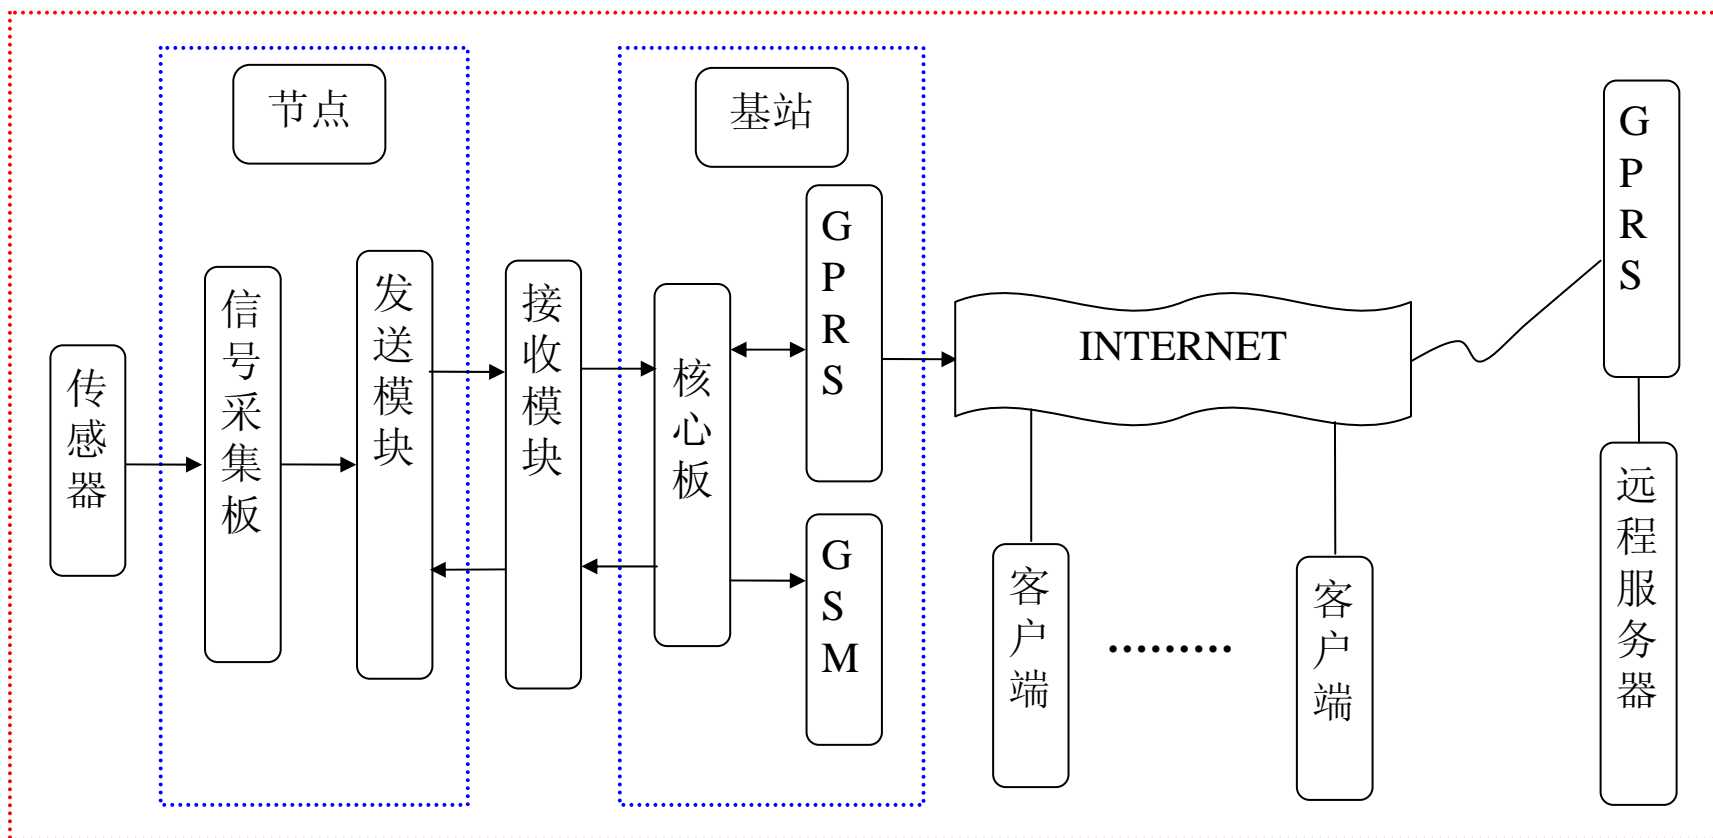 节点
基站
传感器
信号采集板
发送模块
接收模块
核心板
GPRS
GSM
INTERNET
客户端
客户端
GPRS
远程服务器